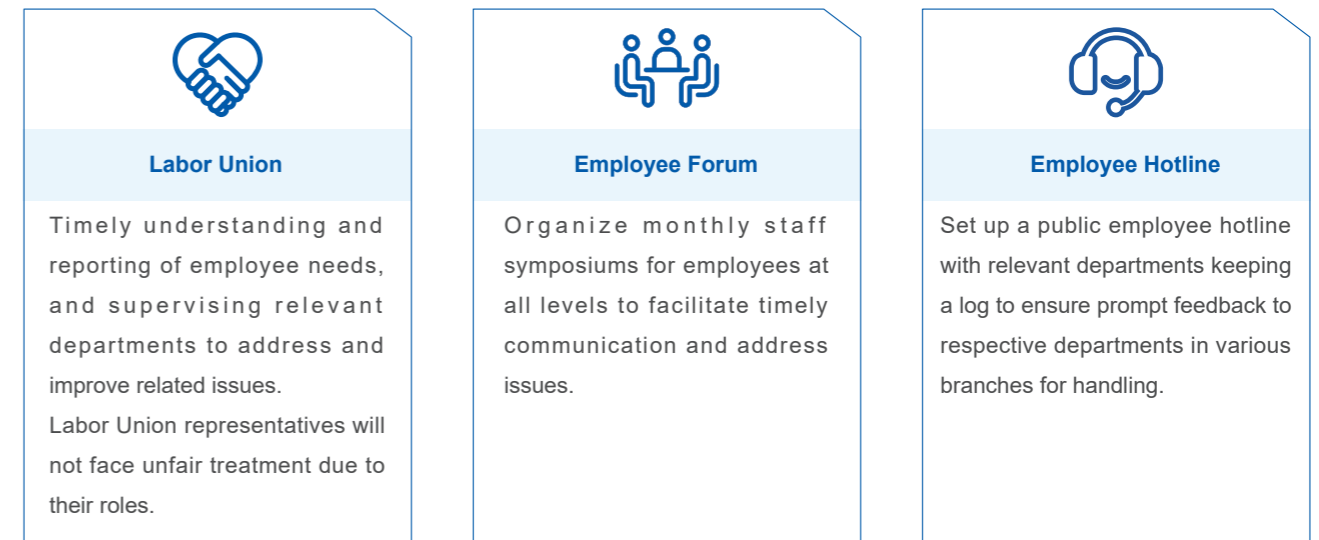 Labor Union
Timely understanding and
reporting of employee needs,
and supervising relevant
departments to address and
improve related issues.
Labor Union representatives will
not face unfair treatment due to
their roles.
Employee Forum
Organize monthly staff
symposiums for employees at
all levels to facilitate timely
communication and address
issues.
Employee Hotline
Set up a public employee hotline
with relevant departments keeping
a log to ensure prompt feedback to
respective departments in various
branches for handling.